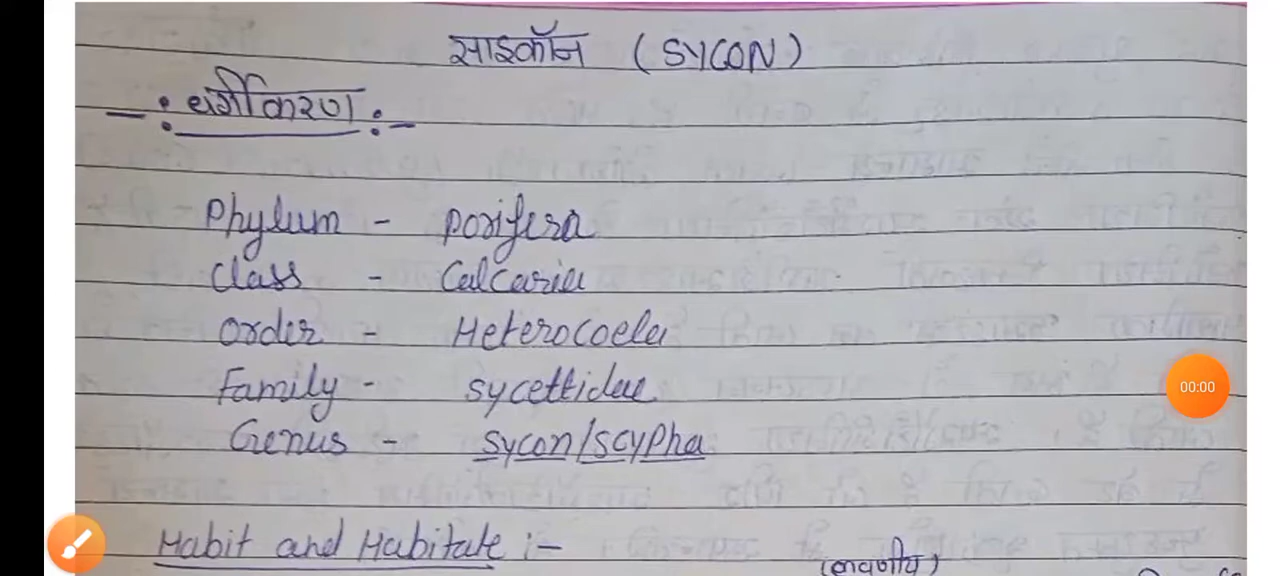 साइकॉन (SYCON)
-: वर्गीकरण :-
Phylum - Porifera
Class - Calcaria
Order - Heterocoela
Family - Sycettidae
Genus - Sycon/Scypha
Habit and Habitate :-
(लवणीय)
00:00